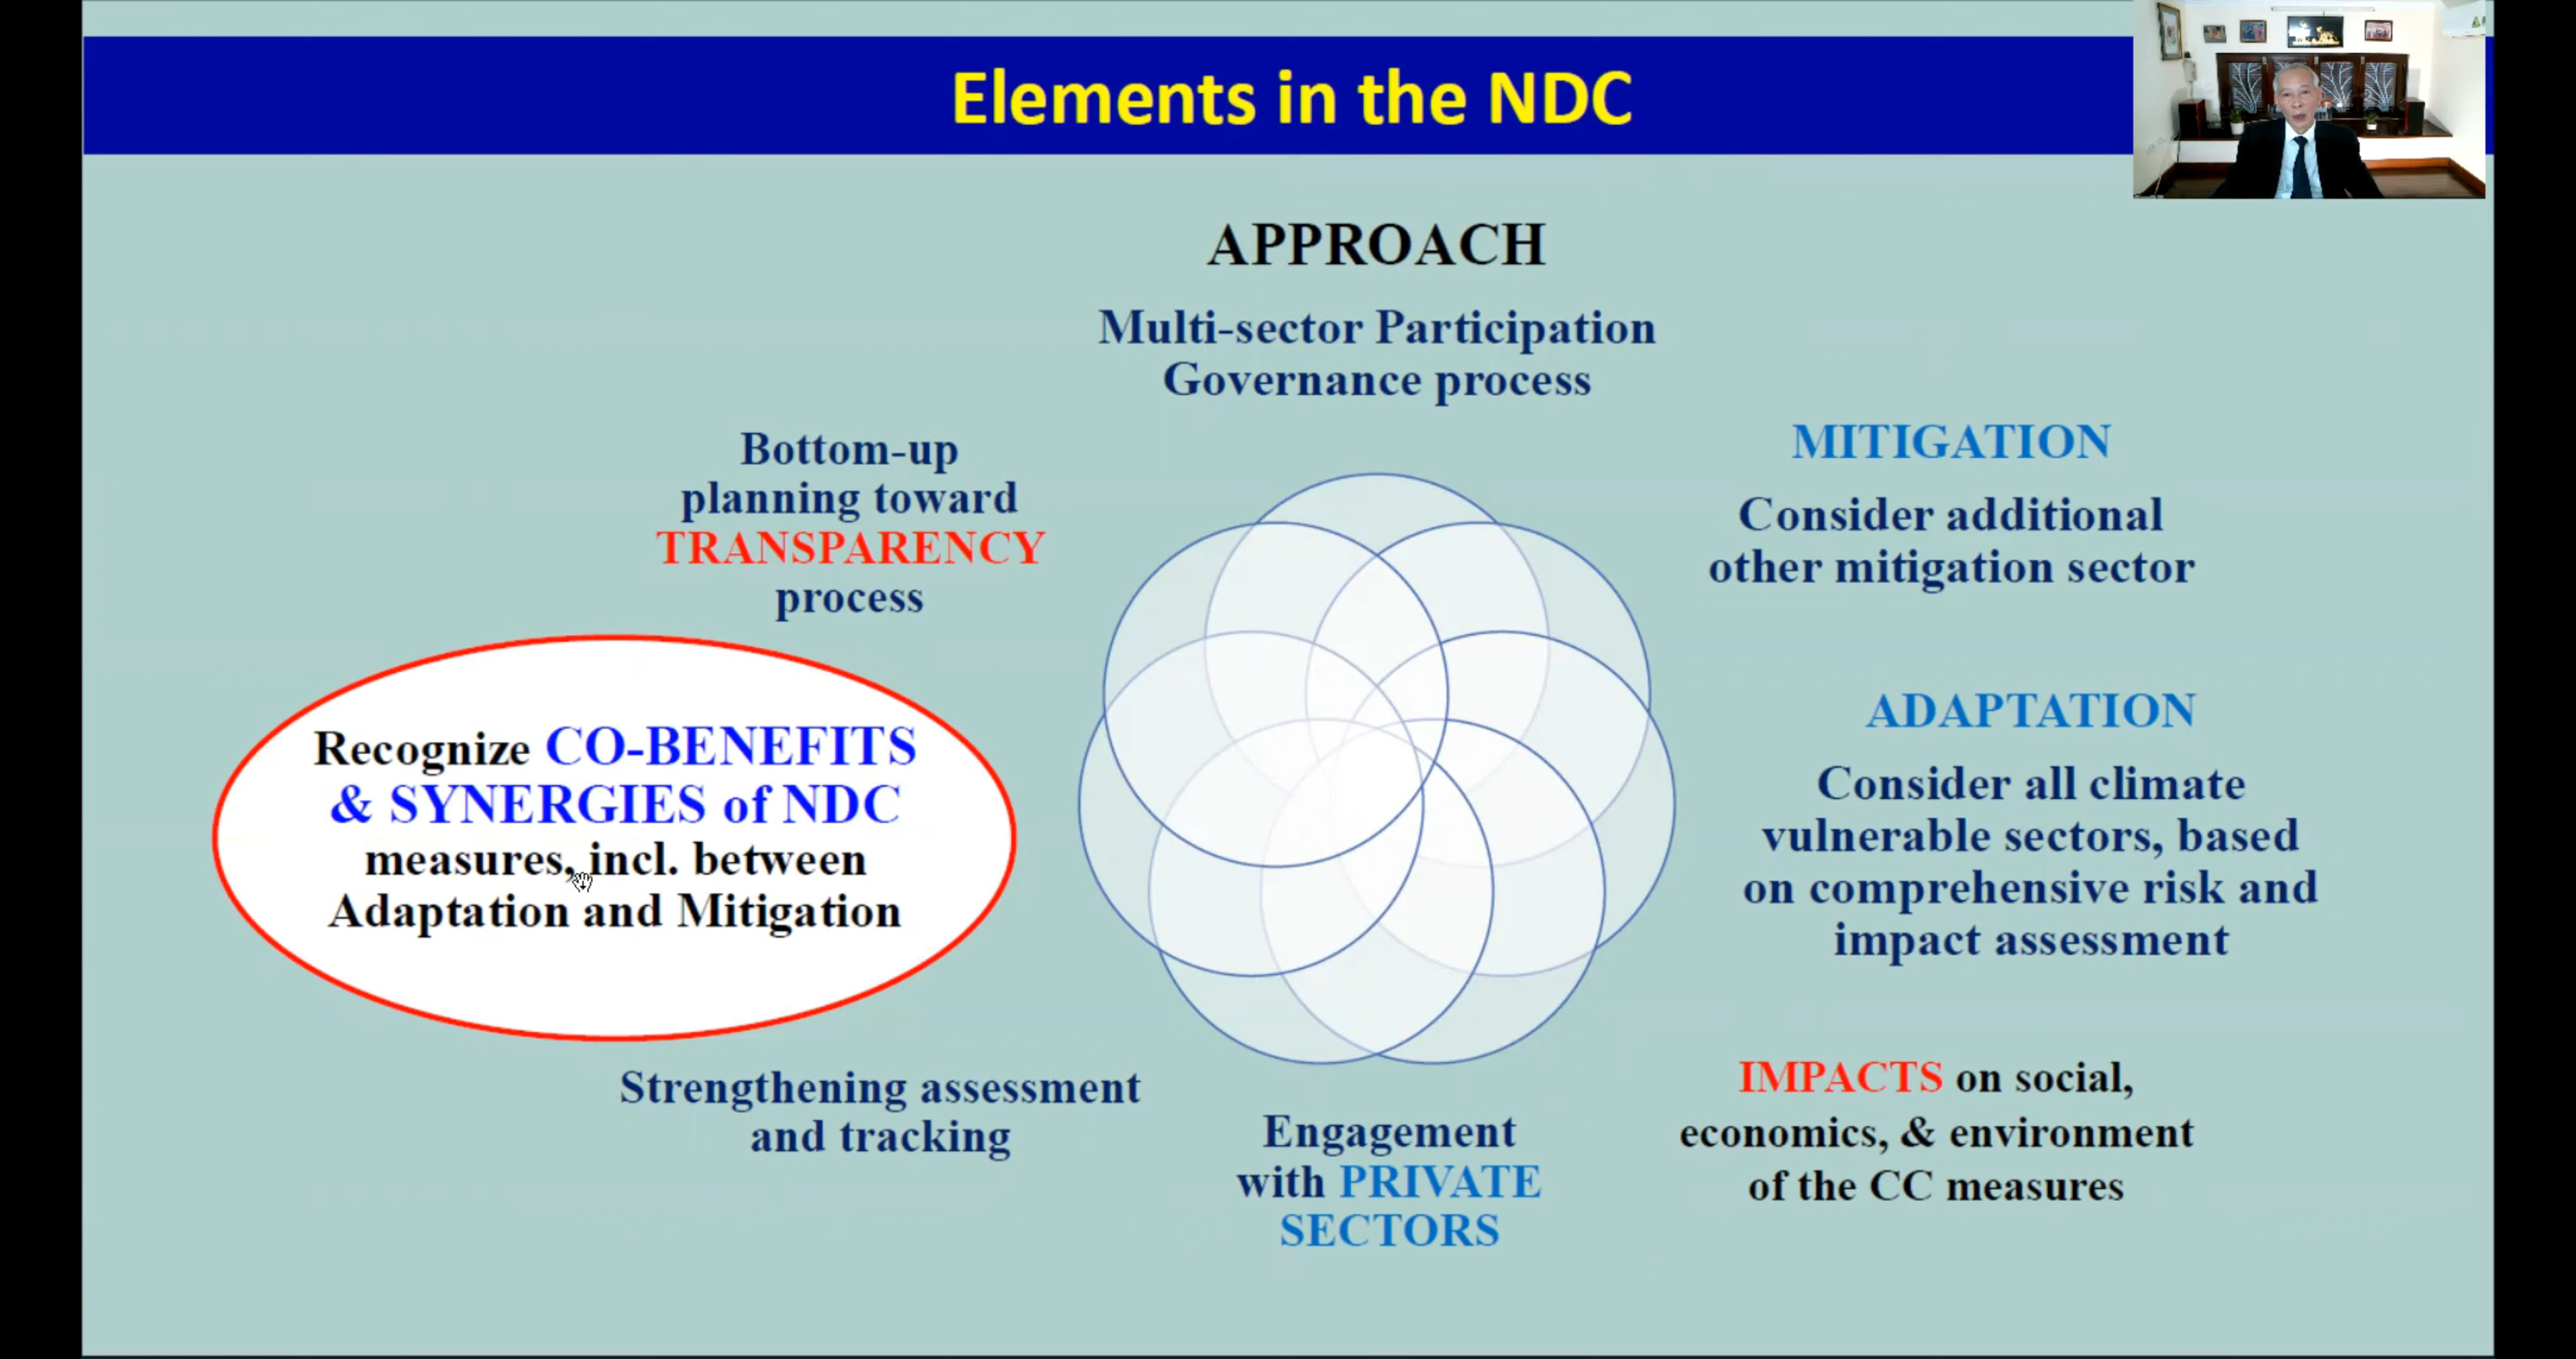 Elements in the NDC
APPROACH
Multi-sector Participation
Governance process
MITIGATION
Consider additional
other mitigation sector
ADAPTATION
Consider all climate
vulnerable sectors, based
on comprehensive risk and
impact assessment
IMPACTS on social,
economics, & environment
of the CC measures
Engagement
with PRIVATE
SECTORS
Strengthening assessment
and tracking
Recognize CO-BENEFITS
& SYNERGIES of NDC
measures, incl. between
Adaptation and Mitigation
Bottom-up
planning toward
TRANSPARENCY
process